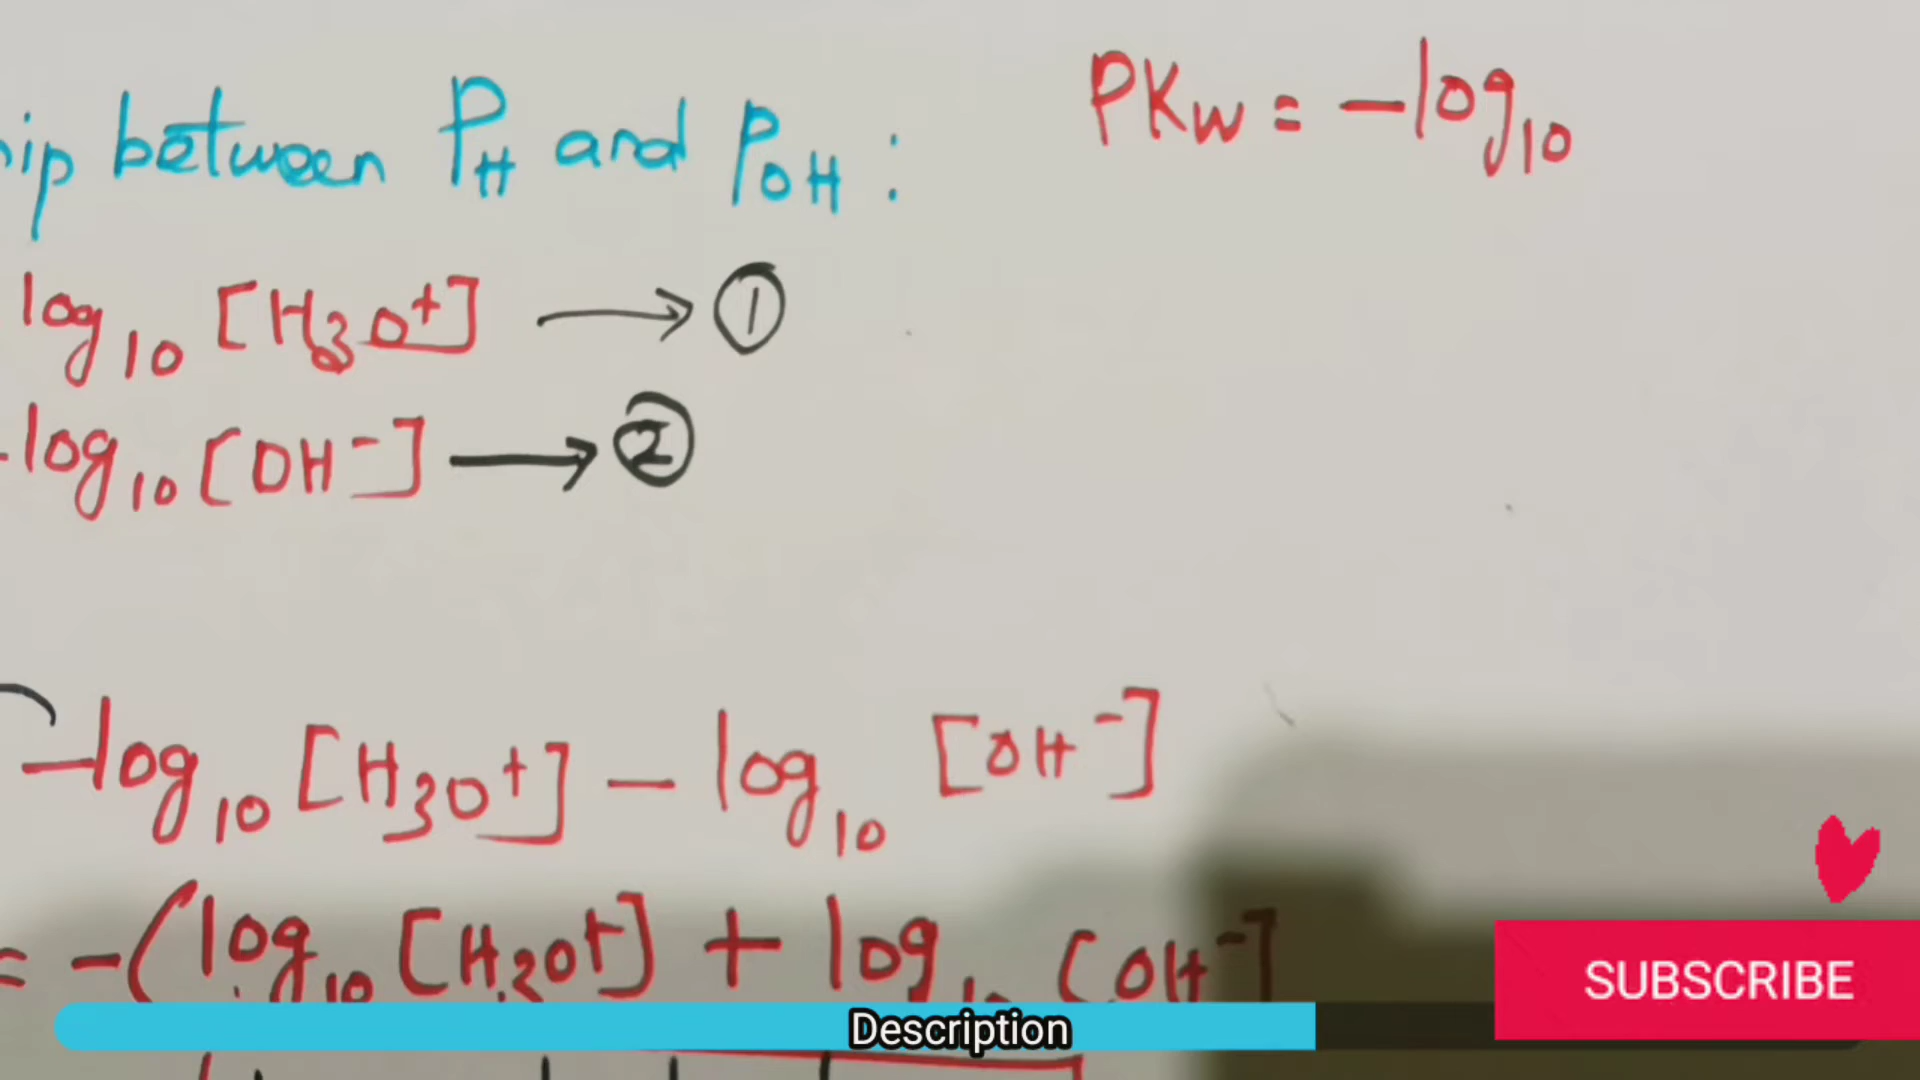 between PH and POH :
PKw = -log10
log10 [H3O+] → 1
-log10 [OH-] → 2
-log10 [H3O+] - log10 [OH-]
= -(log10 [H3O+] + log10 [OH-]
SUBSCRIBE
Description